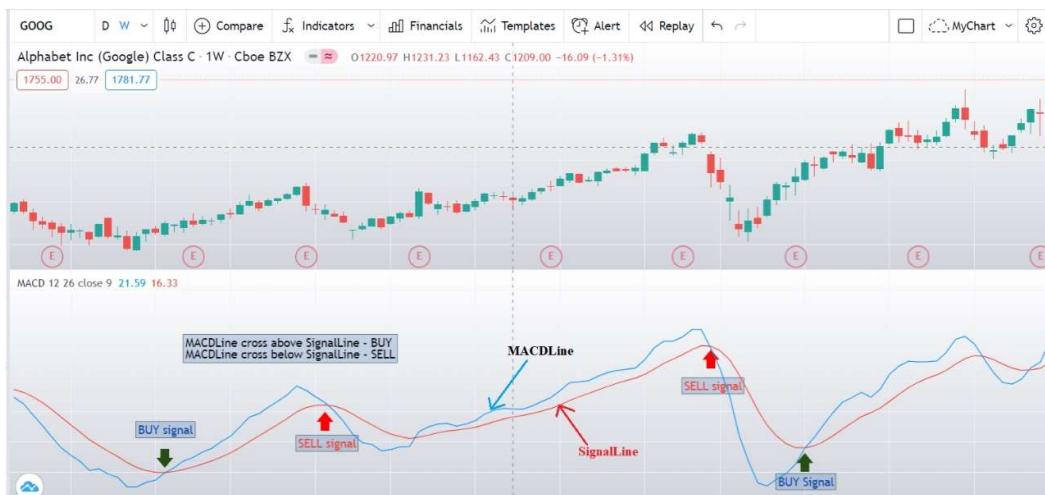 GOOG D W Compare Indicators Financials Templates Alert Replay MyChart
Alphabet Inc (Google) Class C · 1W · Cboe BZX O1220.97 H1231.23 L1162.43 C1209.00 −16.09 (−1.31%)
1755.00 26.77 1781.77
E E E E E E E E E
MACD 12 26 close 9 21.59 16.33
MACDLine cross above SignalLine - BUY
MACDLine cross below SignalLine - SELL
MACDLine
SELL signal
BUY signal
SELL signal
SignalLine
BUY Signal